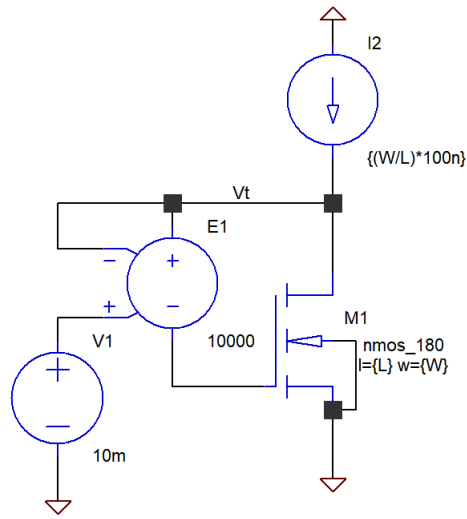 I2
{(W/L)*100n}
Vt
E1
+
−
−
+
V1
10000
M1
nmos_180
l={L} w={W}
+
−
10m